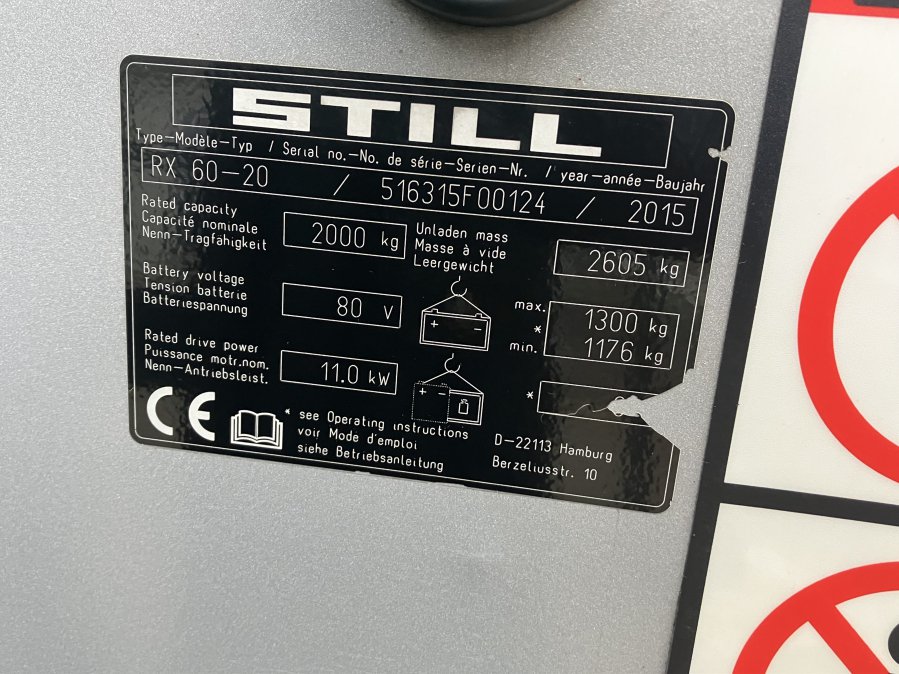 STILL
Type-Modèle-Typ / Serial no.-No. de série-Serien-Nr. / year-année-Baujahr
RX 60-20 / 516315F00124 / 2015
Rated capacity
Capacité nominale
Nenn-Tragfähigkeit
2000 kg
Unladen mass
Masse à vide
Leergewicht
2605 kg
Battery voltage
Tension batterie
Batteriespannung
80 V
max. 1300 kg
*
min. 1176 kg
Rated drive power
Puissance motr.nom.
Nenn-Antriebsleist.
11.0 kW
*
CE
* see Operating instructions
voir Mode d'emploi
siehe Betriebsanleitung
D-22113 Hamburg
Berzeliusstr. 10